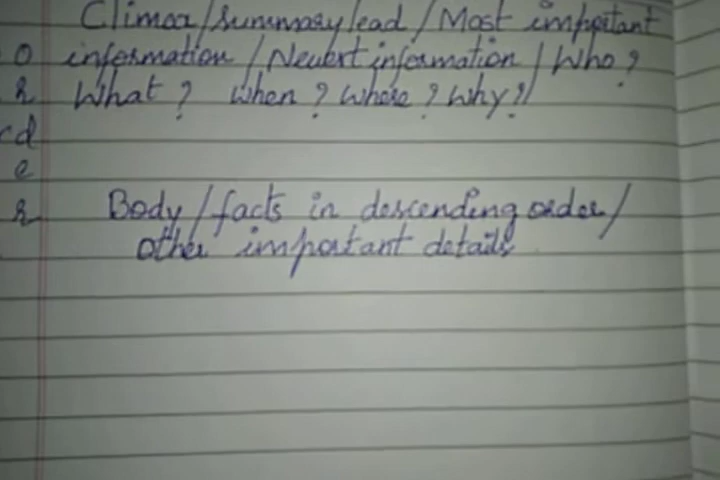 Climax/summary lead/Most important
O information/Newest information/Who?
R What? When? Where? Why?/
d
e
R Body/facts in descending order/
other important details